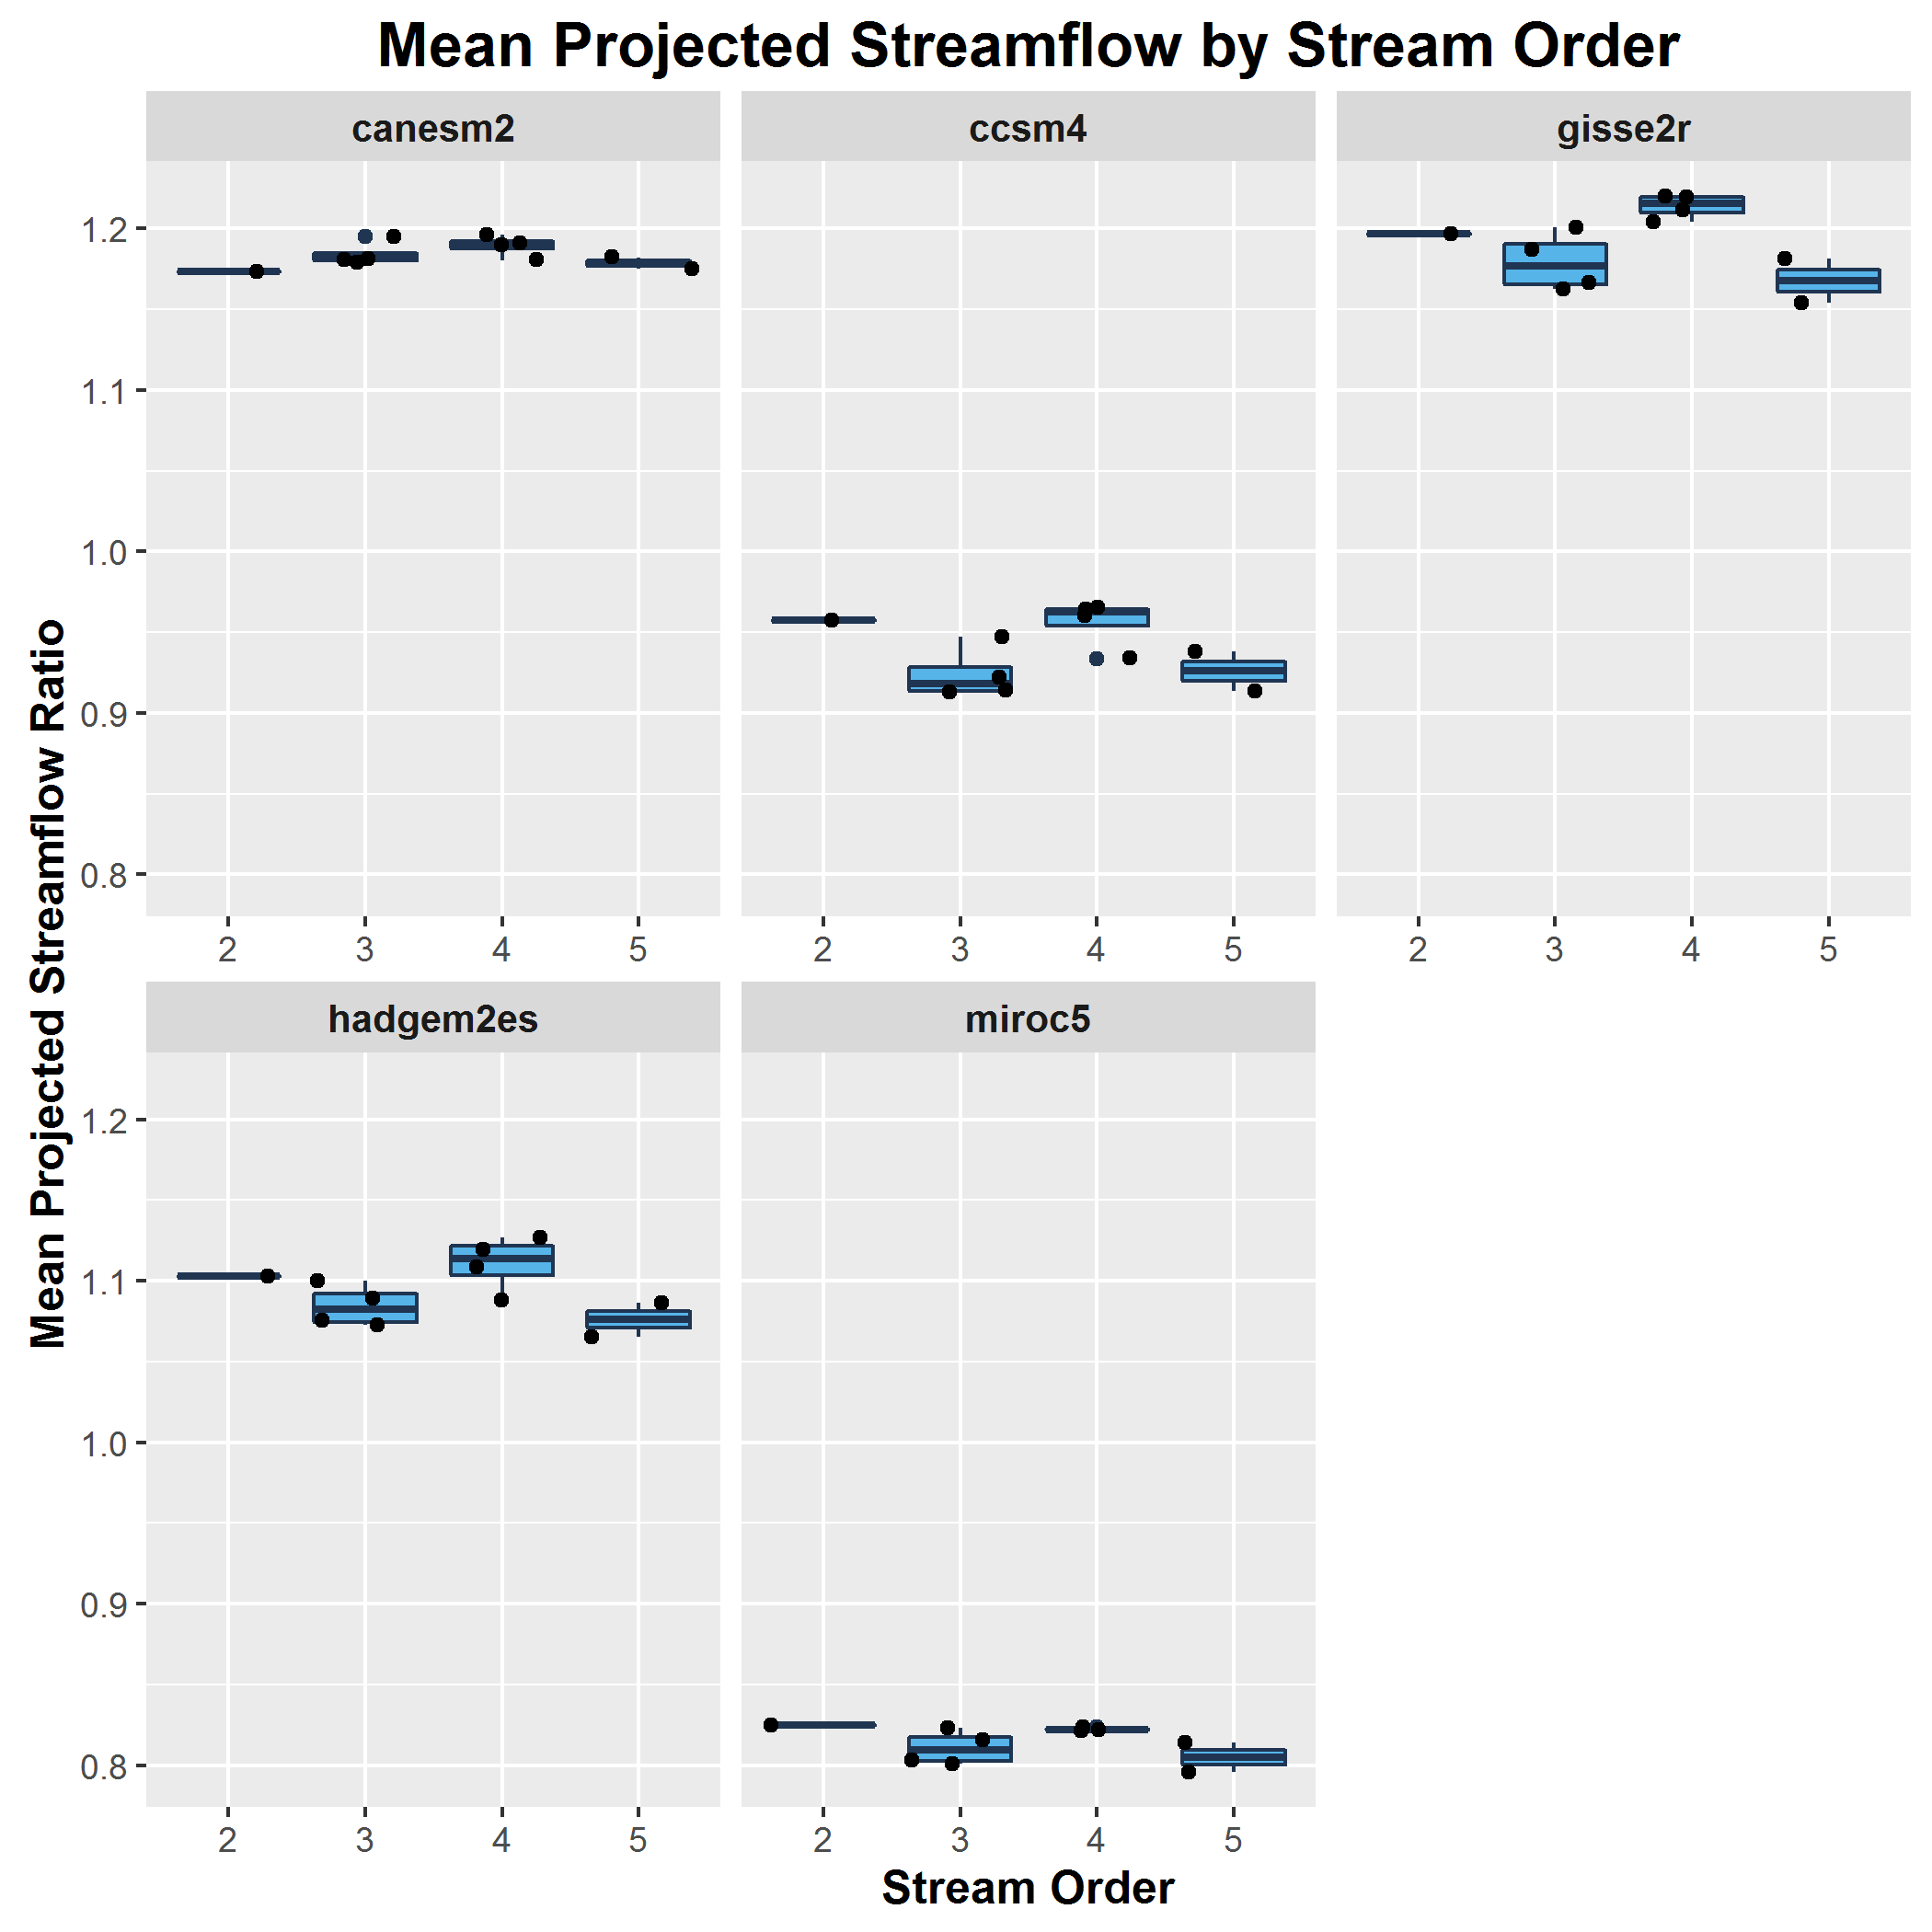 Mean Projected Streamflow by Stream Order
canesm2
ccsm4
gisse2r
1.2
1.1
1.0
0.9
0.8
2 3 4 5
2 3 4 5
2 3 4 5
Mean Projected Streamflow Ratio
hadgem2es
miroc5
1.2
1.1
1.0
0.9
0.8
2 3 4 5
2 3 4 5
Stream Order